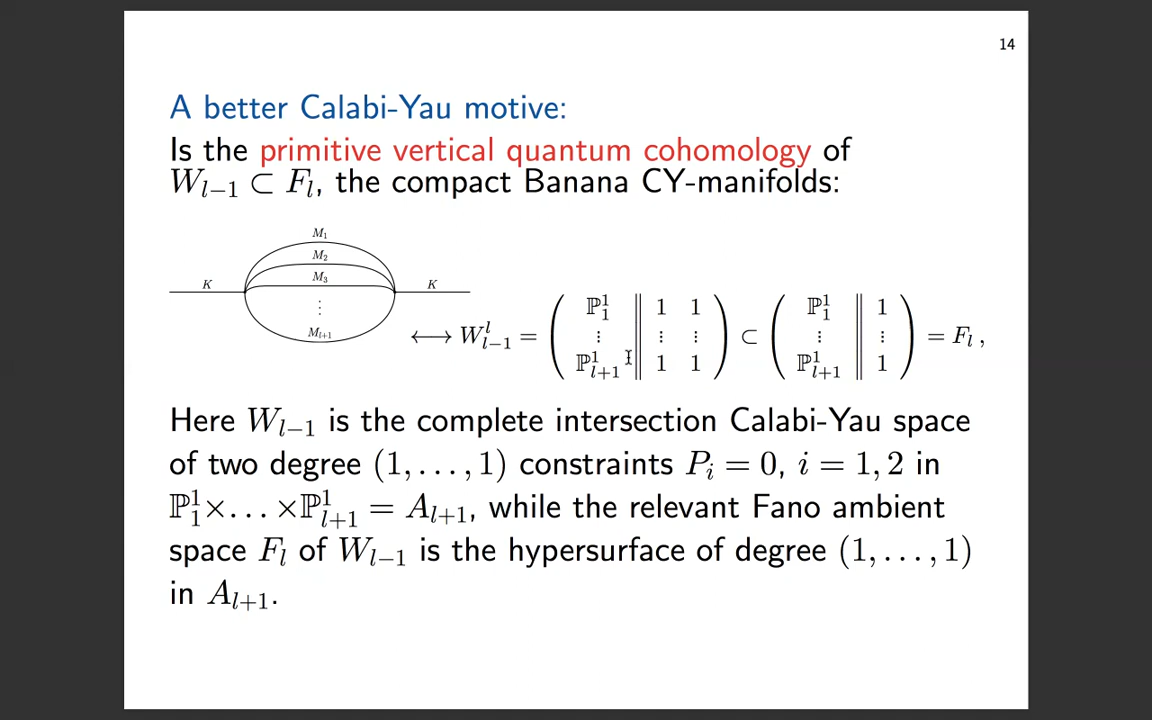 14
A better Calabi-Yau motive:
Is the primitive vertical quantum cohomology of
W_{l−1} ⊂ F_l, the compact Banana CY-manifolds:
M_1
M_2
K M_3 K
⋮
M_{l+1}
⟷ W^l_{l−1} = ( ℙ^1_1 ⋮ ℙ^1_{l+1} ‖ 1 1 ⋮ ⋮ 1 1 ) ⊂ ( ℙ^1_1 ⋮ ℙ^1_{l+1} ‖ 1 ⋮ 1 ) = F_l ,
Here W_{l−1} is the complete intersection Calabi-Yau space
of two degree (1, . . . , 1) constraints P_i = 0, i = 1, 2 in
ℙ^1_1 × . . . × ℙ^1_{l+1} = A_{l+1}, while the relevant Fano ambient
space F_l of W_{l−1} is the hypersurface of degree (1, . . . , 1)
in A_{l+1}.